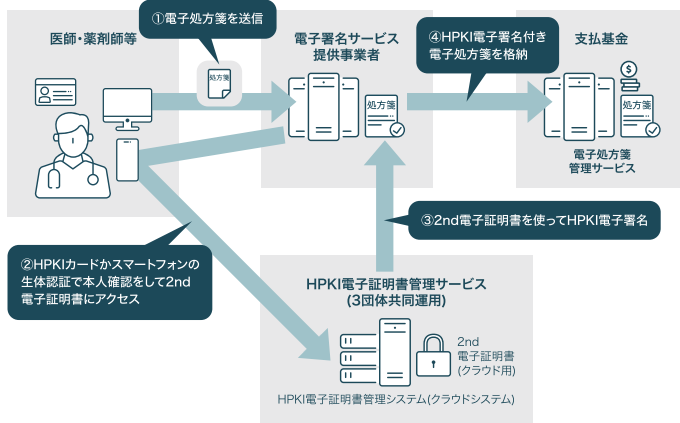 ①電子処方箋を送信
医師・薬剤師等
電子署名サービス
提供事業者
④HPKI電子署名付き
電子処方箋を格納
支払基金
処方箋
処方箋
処方箋
電子処方箋
管理サービス
③2nd電子証明書を使ってHPKI電子署名
②HPKIカードかスマートフォンの
生体認証で本人確認をして2nd
電子証明書にアクセス
HPKI電子証明書管理サービス
(3団体共同運用)
2nd
電子証明書
(クラウド用)
HPKI電子証明書管理システム(クラウドシステム)